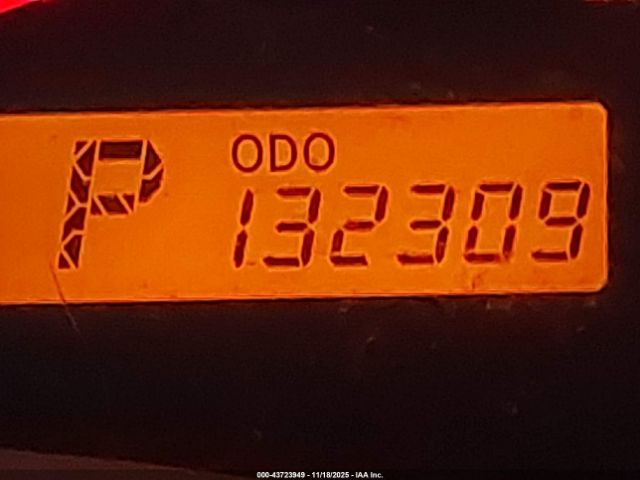 P
ODO
132309
000-43723949 - 11/18/2025 - IAA Inc.